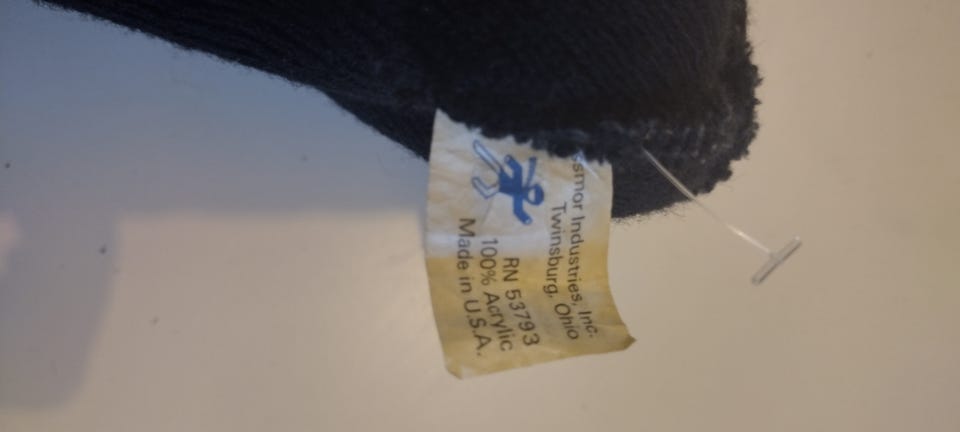 smor Industries, Inc.
Twinsburg, Ohio
RN 53793
100% Acrylic
Made in U.S.A.